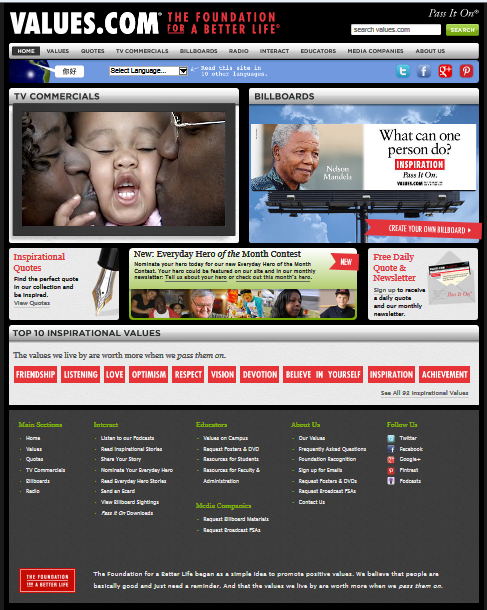 VALUES.COM THE FOUNDATION
FOR A BETTER LIFE
Pass It On
search values.com SEARCH
HOME VALUES QUOTES TV COMMERCIALS BILLBOARDS RADIO INTERACT EDUCATORS MEDIA COMPANIES ABOUT US
你好 Select Language... Read this site in
10 other languages.
TV COMMERCIALS
BILLBOARDS
What can one
person do?
INSPIRATION
Pass It On.
VALUES.COM
Nelson
Mandela
CREATE YOUR OWN BILLBOARD
Inspirational
Quotes
Find the perfect quote
in our collection and
be inspired.
View Quotes
New: Everyday Hero of the Month Contest
Nominate your hero today for our new Everyday Hero of the Month
Contest. Your hero could be featured on our site and in our monthly
newsletter: Tell us about your hero or check out this month's.
NEW
Free Daily
Quote &
Newsletter
Sign up to receive
a daily quote
and our monthly
newsletter.
TOP 10 INSPIRATIONAL VALUES
The values we live by are worth more when we pass them on.
FRIENDSHIP LISTENING LOVE OPTIMISM RESPECT VISION DEVOTION BELIEVE IN YOURSELF INSPIRATION ACHIEVEMENT
See All 92 Inspirational Values
Main Sections
Home
Values
Quotes
TV Commercials
Billboards
Radio
Interact
Listen to our Podcasts
Read Inspirational Stories
Share Your Story
Nominate Your Everyday Hero
Read Everyday Hero Stories
Send an Ecard
View Billboard Sightings
Pass It On Downloads
Educators
Values on Campus
Request Posters & DVD
Resources for Students
Resources for Faculty &
Administration
Media Companies
Request Billboard Materials
Request Broadcast PSAs
About Us
Our Values
Frequently Asked Questions
Foundation Recognition
Sign up for Emails
Request Posters & DVDs
Request Broadcast PSAs
Contact Us
Follow Us
Twitter
Facebook
Google+
Pintrest
Podcasts
THE FOUNDATION
FOR A BETTER LIFE
The Foundation for a Better Life began as a simple idea to promote positive values. We believe that people are
basically good and just need a reminder. And that the values we live by are worth more when we pass them on.